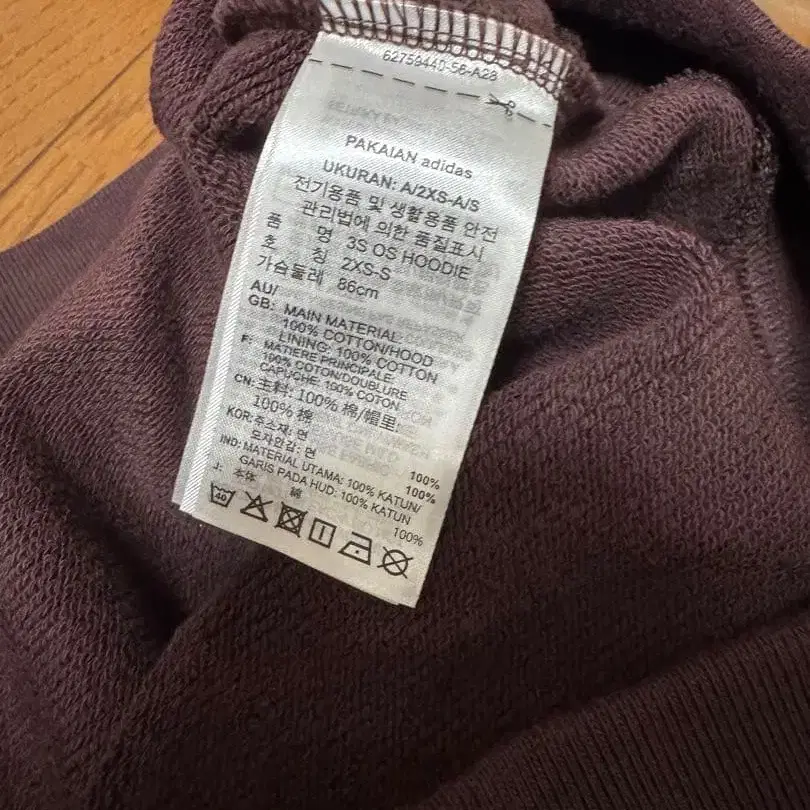 62759440-56-A28
PAKAIAN adidas
UKURAN: A/2XS-A/S
전기용품 및 생활용품 안전
관리법에 의한 품질표시
품 명 3S OS HOODIE
호 칭 2XS-S
가슴둘레 86cm
AU/
GB: MAIN MATERIAL:
100% COTTON/HOOD
LINING: 100% COTTON
F: MATIERE PRINCIPALE:
100% COTON/DOUBLURE
CAPUCHE: 100% COTON
CN: 主料: 100% 棉/帽里:
100% 棉
KOR: 주소재: 면 100%
모자안감: 면 100%
IND: MATERIAL UTAMA: 100% KATUN/
GARIS PADA HUD: 100% KATUN
J: 本体 綿 100%
40